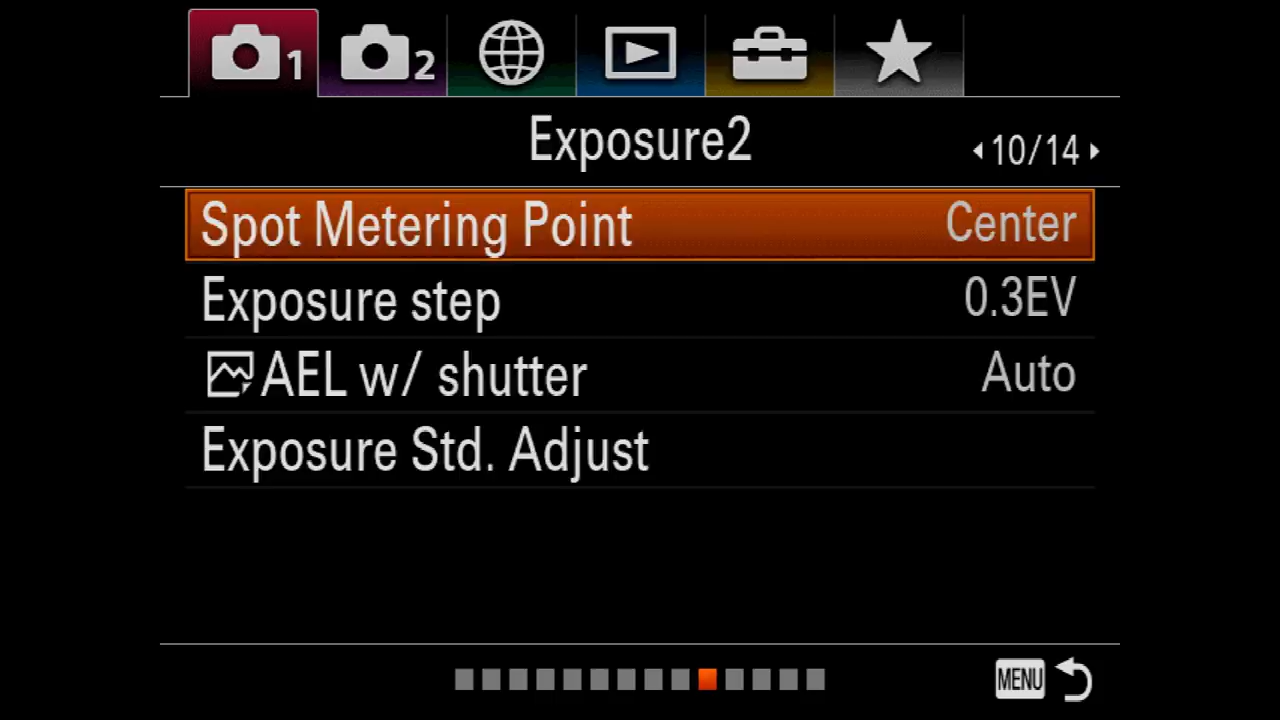 1 2
Exposure2
10/14
Spot Metering Point Center
Exposure step 0.3EV
AEL w/ shutter Auto
Exposure Std. Adjust
MENU